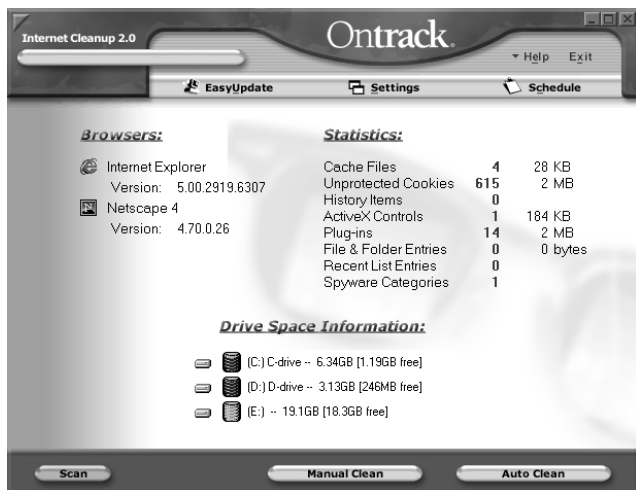 Internet Cleanup 2.0
Ontrack.
Help Exit
EasyUpdate Settings Schedule
Browsers:
Internet Explorer
Version: 5.00.2919.6307
Netscape 4
Version: 4.70.0.26
Statistics:
Cache Files 4 28 KB
Unprotected Cookies 615 2 MB
History Items 0
ActiveX Controls 1 184 KB
Plug-ins 14 2 MB
File & Folder Entries 0 0 bytes
Recent List Entries 0
Spyware Categories 1
Drive Space Information:
(C:) C-drive -- 6.34GB [1.19GB free]
(D:) D-drive -- 3.13GB [246MB free]
(E:) -- 19.1GB [18.3GB free]
Scan Manual Clean Auto Clean